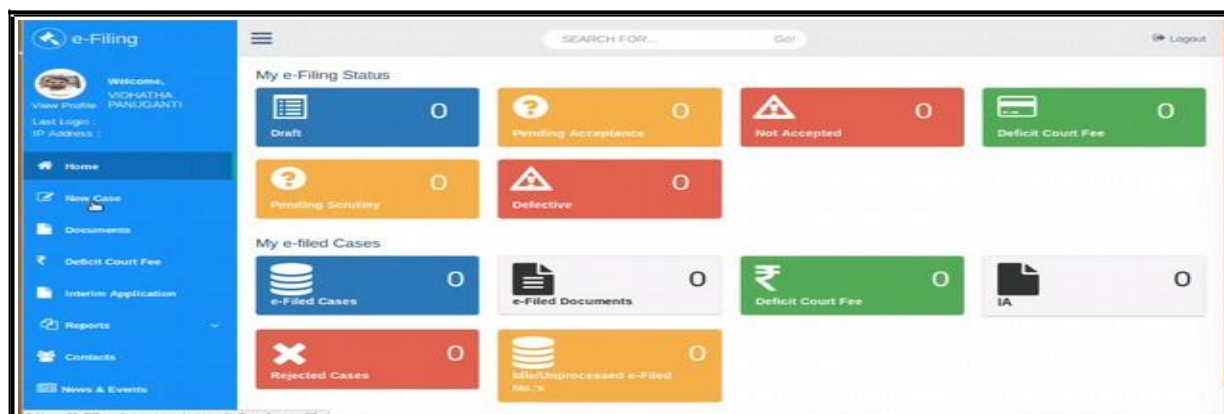 e-Filing
SEARCH FOR...
Go!
Logout
Welcome,
VIDHATHA
PANUGANTI
View Profile
Last Login :
IP Address :
Home
New Case
Documents
₹ Deficit Court Fee
Interim Application
Reports
Contacts
News & Events
My e-Filing Status
0
Draft
0
Pending Acceptance
0
Not Accepted
0
Deficit Court Fee
0
Pending Scrutiny
0
Defective
My e-filed Cases
0
e-Filed Cases
0
e-Filed Documents
₹
0
Deficit Court Fee
0
IA
0
Rejected Cases
0
Idle/Unprocessed e-Filed
No.'s